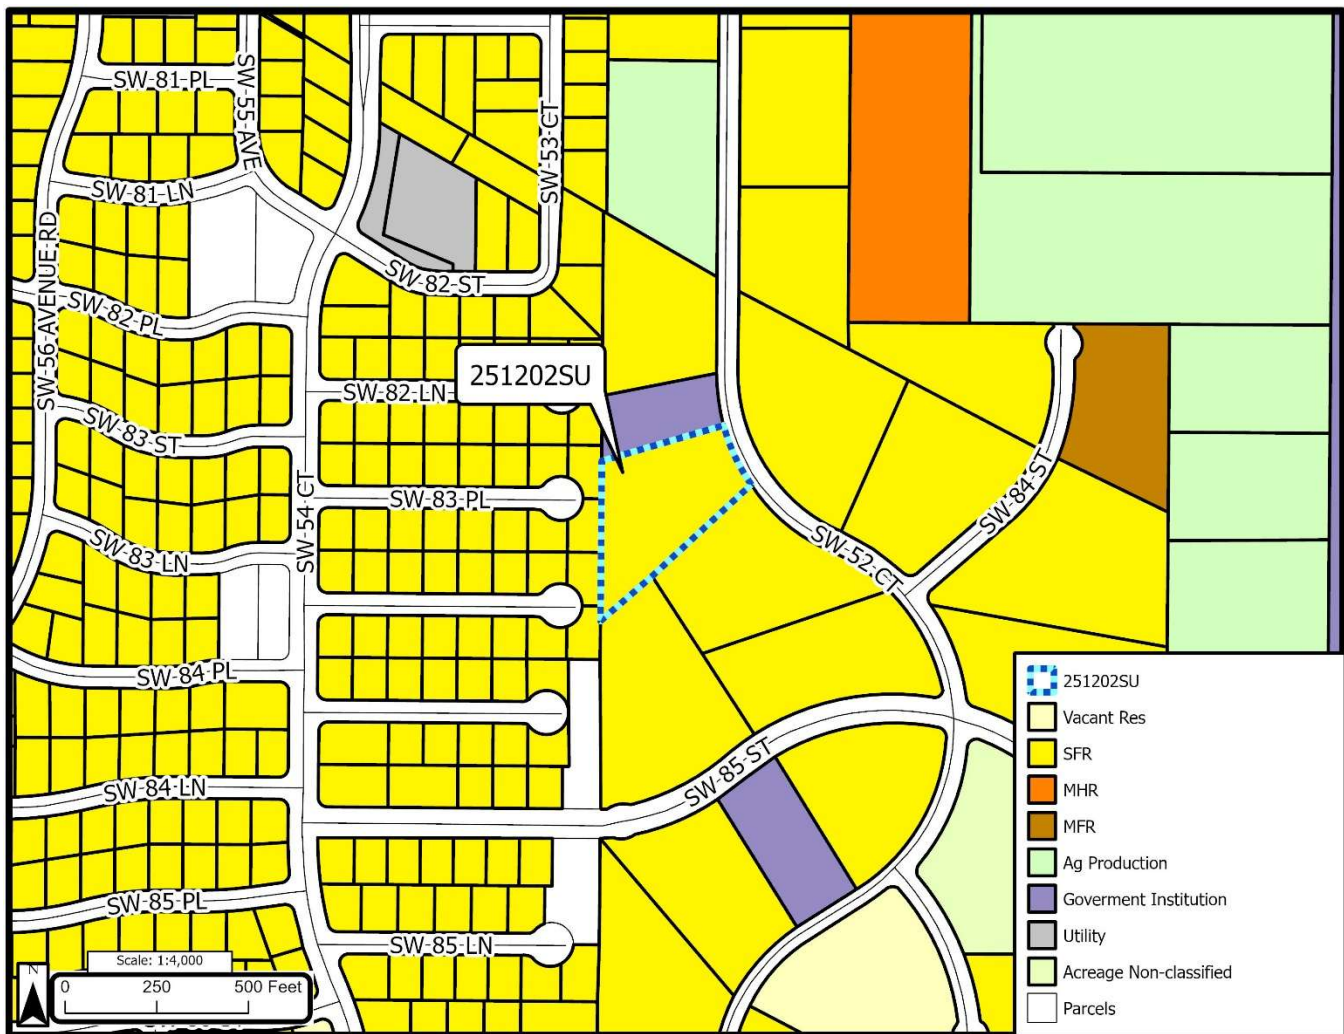 SW-81-PL
SW-55-AVE
SW-53-CT
SW-81-LN
SW-56-AVENUE-RD
SW-82-ST
SW-82-PL
251202SU
SW-82-LN
SW-83-ST
SW-83-PL
SW-54-CT
SW-84-ST
SW-83-LN
SW-52-CT
SW-84-PL
SW-85-ST
SW-84-LN
SW-85-PL
SW-85-LN
251202SU
Vacant Res
SFR
MHR
MFR
Ag Production
Goverment Institution
Utility
Acreage Non-classified
Parcels
Scale: 1:4,000
N
0 250 500 Feet